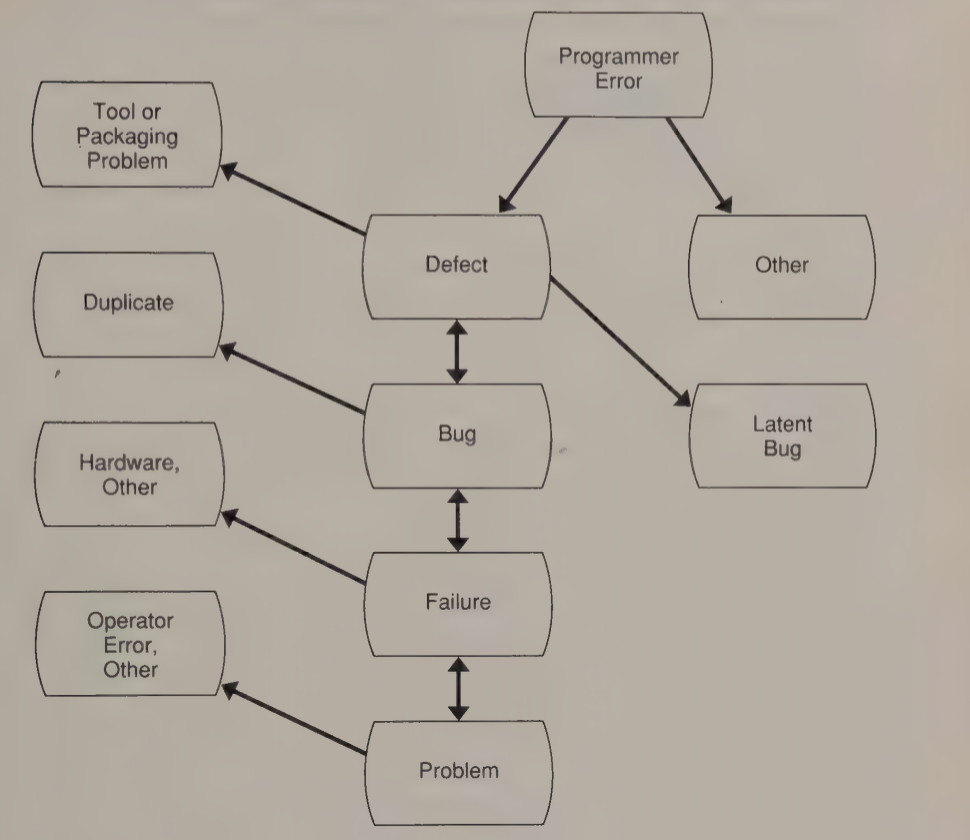 Programmer
Error
Tool or
Packaging
Problem
Defect
Other
Duplicate
Bug
Latent
Bug
Hardware,
Other
Failure
Operator
Error,
Other
Problem